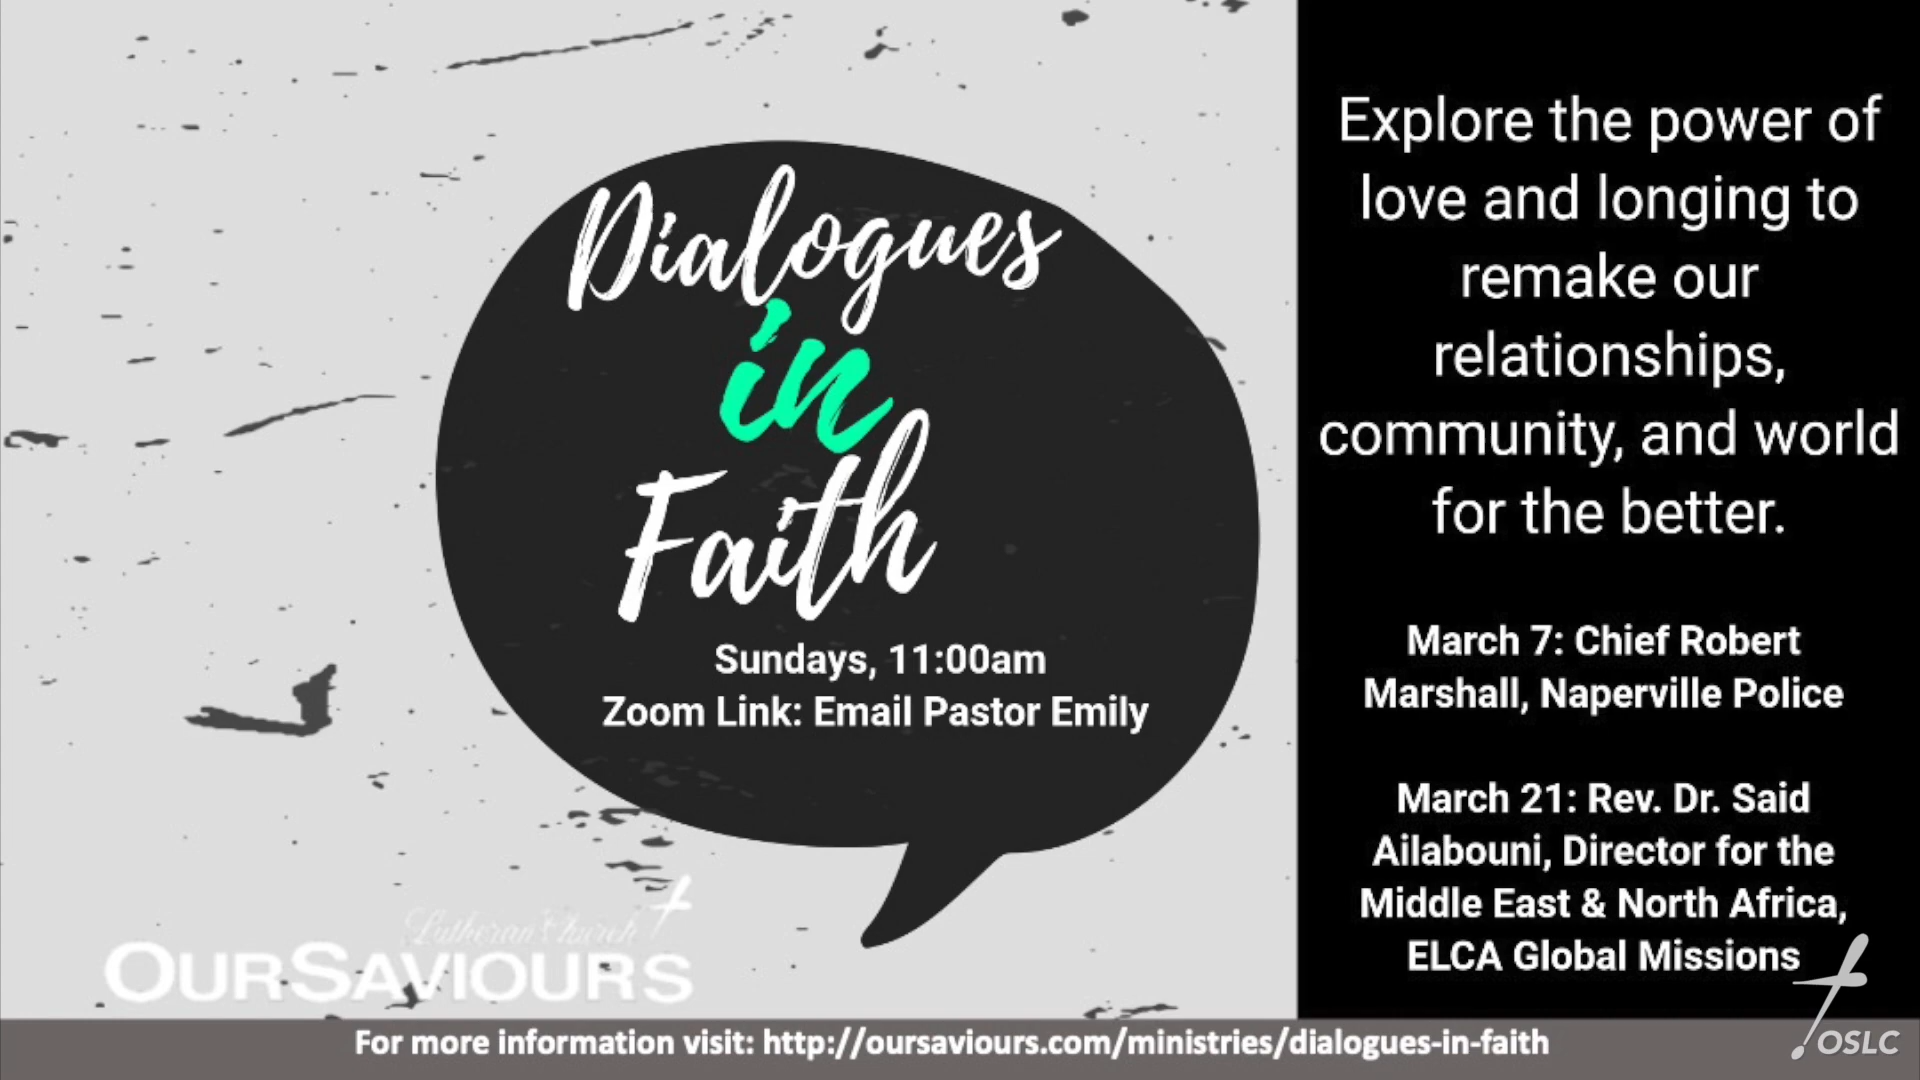 Dialogues
in
Faith
Sundays, 11:00am
Zoom Link: Email Pastor Emily
Lutheran Church
OURSAVIOURS
Explore the power of
love and longing to
remake our
relationships,
community, and world
for the better.
March 7: Chief Robert
Marshall, Naperville Police
March 21: Rev. Dr. Said
Ailabouni, Director for the
Middle East & North Africa,
ELCA Global Missions
OSLC
For more information visit: http://oursaviours.com/ministries/dialogues-in-faith